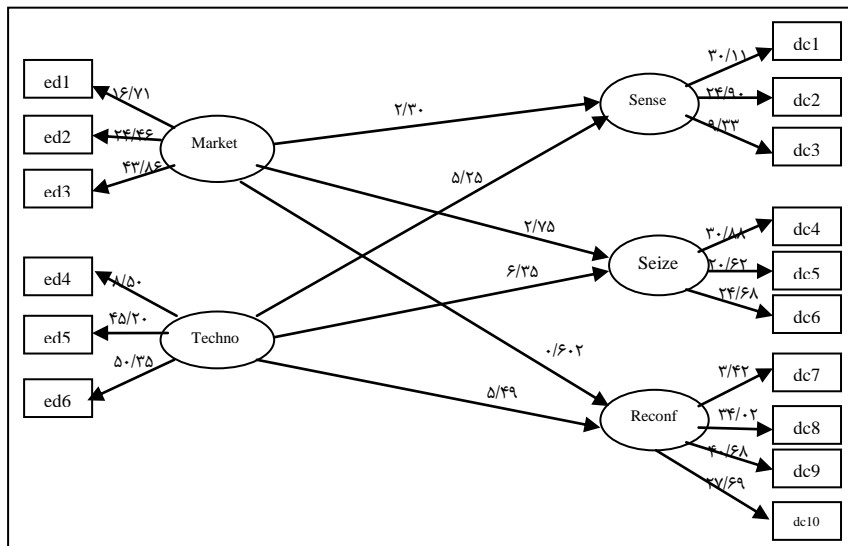 ed1
ed2
ed3
ed4
ed5
ed6
۱۶/۷۱
۲۴/۴۶
۴۳/۸۶
۸/۵۰
۴۵/۲۰
۵۰/۳۵
Market
Techno
۲/۳۰
۵/۲۵
۲/۷۵
۶/۳۵
۰/۶۰۲
۵/۴۹
Sense
Seize
Reconf
۳۰/۱۱
۲۴/۹۰
۹/۳۳
۳۰/۸۸
۲۰/۶۲
۲۴/۶۸
۳/۴۲
۳۴/۰۲
۴۰/۶۸
۲۷/۶۹
dc1
dc2
dc3
dc4
dc5
dc6
dc7
dc8
dc9
dc10